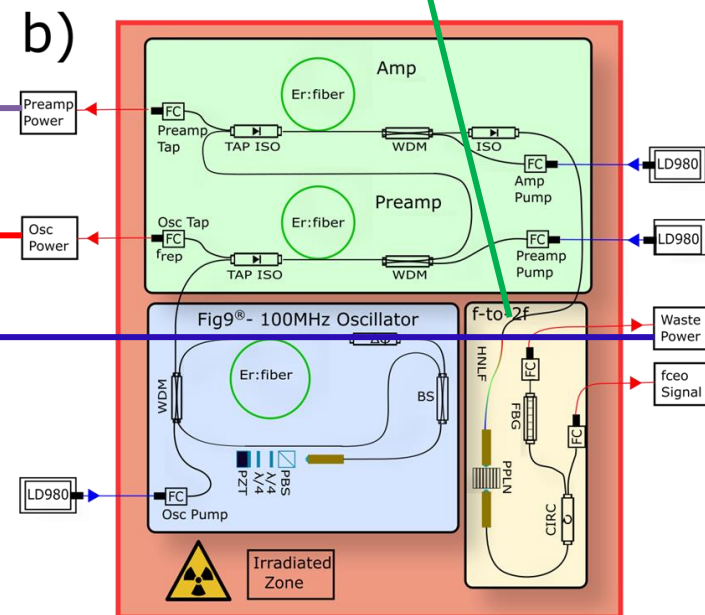 b)
Amp
Er:fiber
Preamp
Power
FC
Preamp
Tap
TAP ISO
WDM
ISO
FC
LD980
Amp
Pump
Preamp
Er:fiber
Osc Tap
Osc
Power
FC
frep
TAP ISO
WDM
FC
LD980
Preamp
Pump
Fig9®- 100MHz Oscillator
f-to-2f
Waste
Power
HNLF
FC
Er:fiber
WDM
BS
fceo
Signal
FBG
FC
PZT
λ/4
λ/4
PBS
PPLN
LD980
FC
Osc Pump
CIRC
Irradiated
Zone